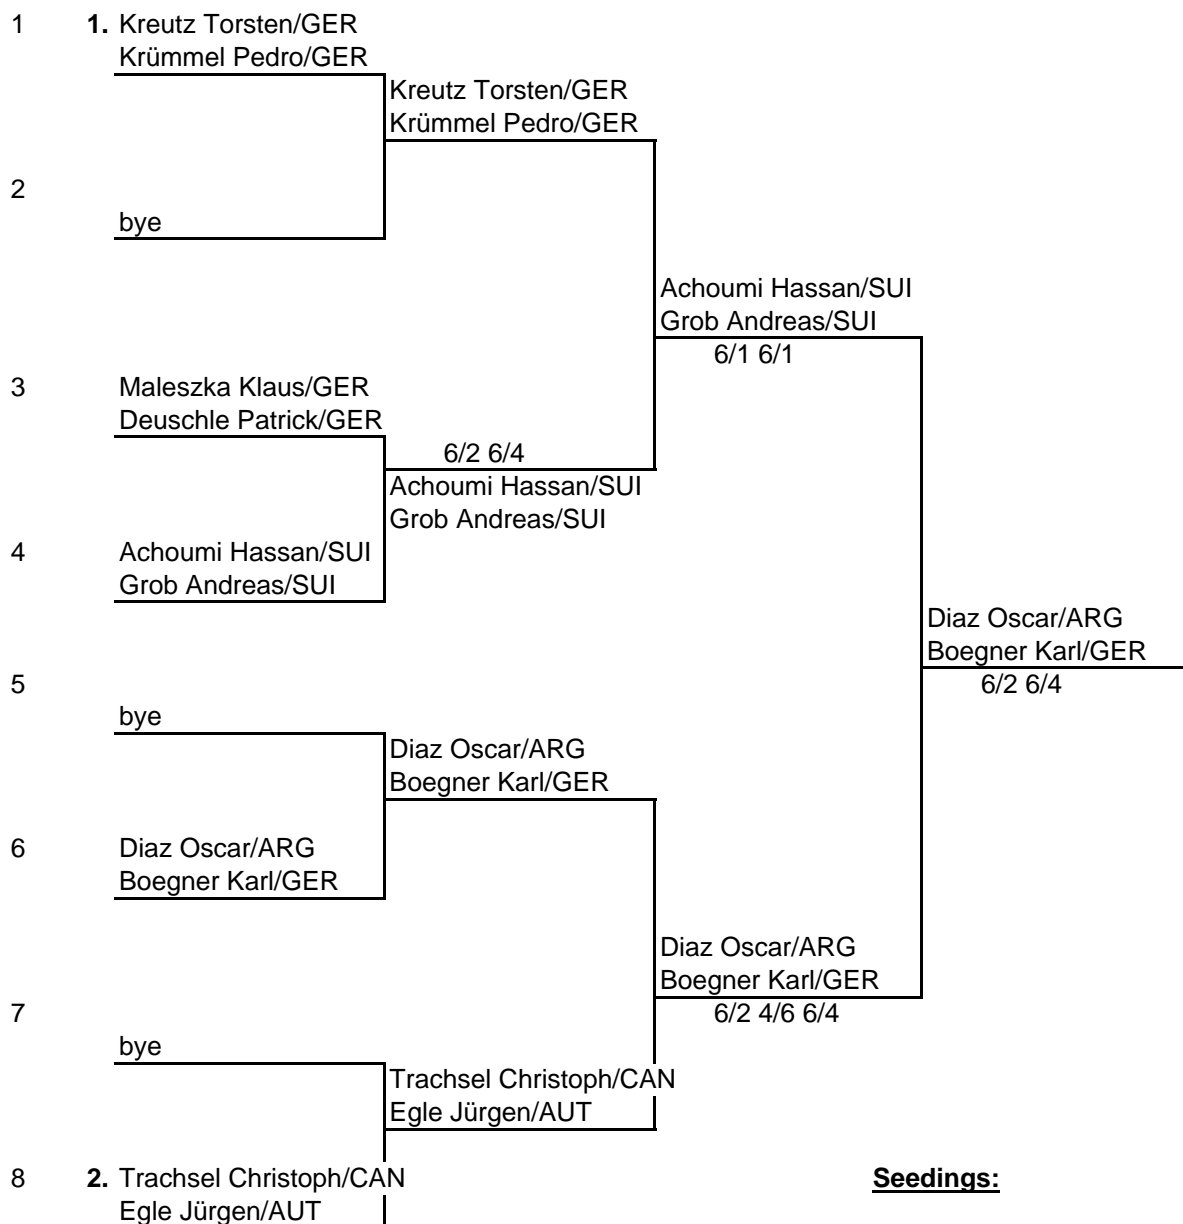 1 1. Kreutz Torsten/GER
Krümmel Pedro/GER
Kreutz Torsten/GER
Krümmel Pedro/GER
2
bye
Achoumi Hassan/SUI
Grob Andreas/SUI
6/1 6/1
3 Maleszka Klaus/GER
Deuschle Patrick/GER
6/2 6/4
Achoumi Hassan/SUI
Grob Andreas/SUI
4 Achoumi Hassan/SUI
Grob Andreas/SUI
Diaz Oscar/ARG
Boegner Karl/GER
6/2 6/4
5
bye
Diaz Oscar/ARG
Boegner Karl/GER
6 Diaz Oscar/ARG
Boegner Karl/GER
Diaz Oscar/ARG
Boegner Karl/GER
6/2 4/6 6/4
7
bye
Trachsel Christoph/CAN
Egle Jürgen/AUT
8 2. Trachsel Christoph/CAN
Egle Jürgen/AUT
Seedings: